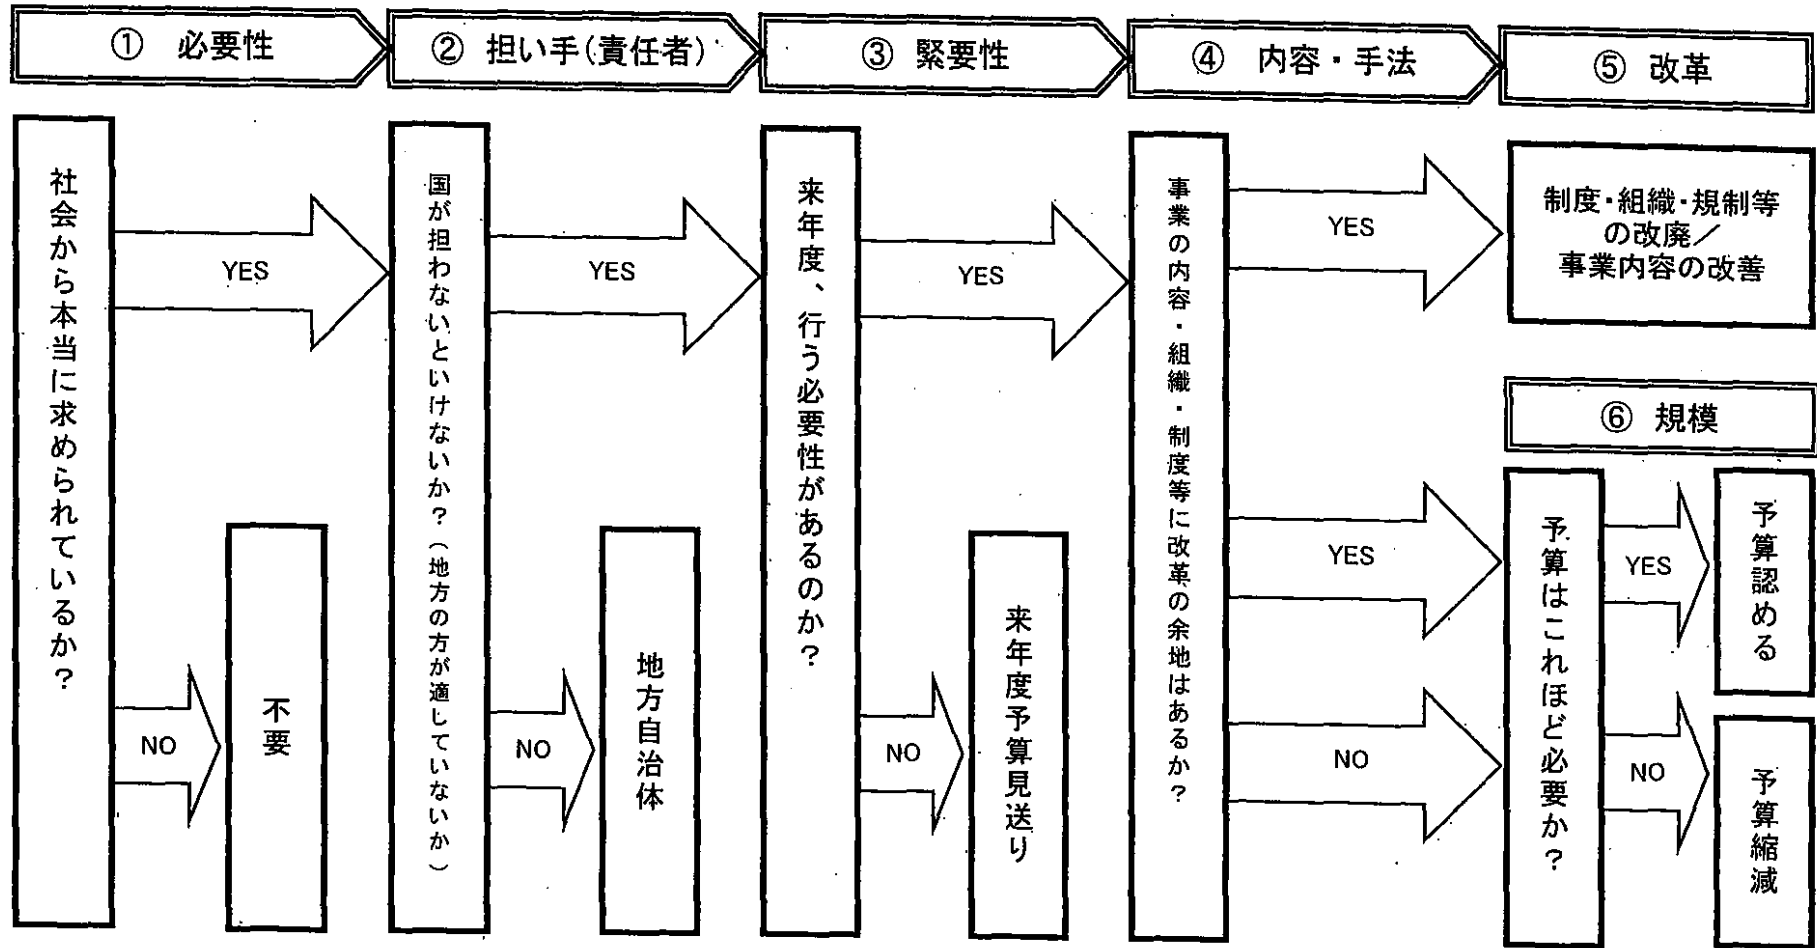 ① 必要性
② 担い手(責任者)
③ 緊要性
④ 内容・手法
⑤ 改革
社会から本当に求められているか？
YES
NO
不要
国が担わないといけないか？(地方の方が適していないか)
YES
NO
地方自治体
来年度、行う必要性があるのか？
YES
NO
来年度予算見送り
事業の内容・組織・制度等に改革の余地はあるか？
YES
制度・組織・規制等
の改廃／
事業内容の改善
⑥ 規模
YES
NO
予算はこれほど必要か？
YES
予算認める
NO
予算縮減